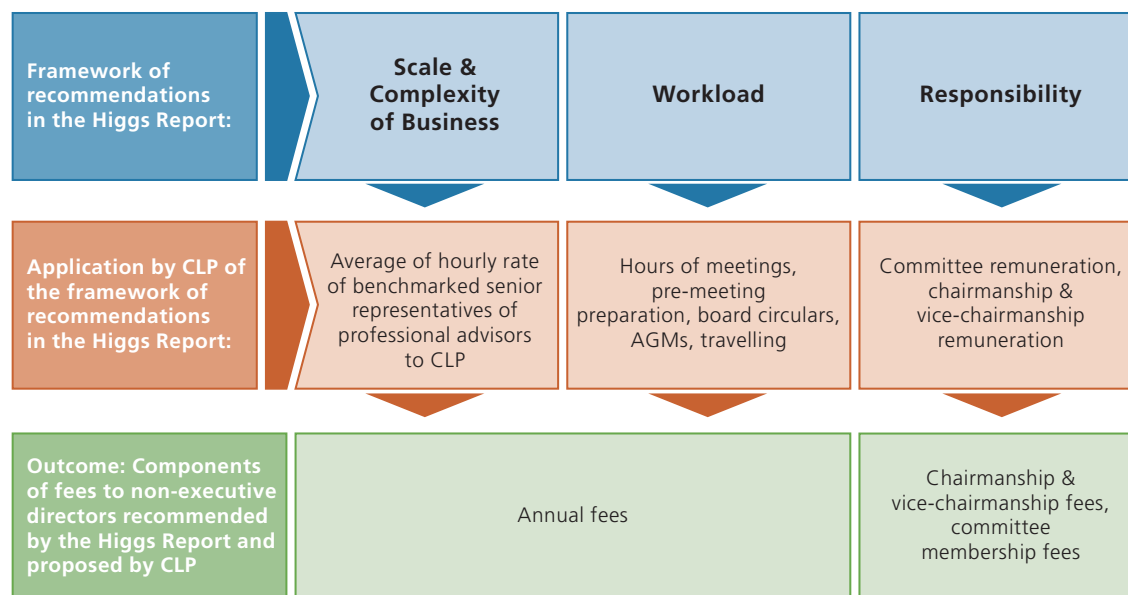 Framework of
recommendations
in the Higgs Report:
Scale &
Complexity
of Business
Workload
Responsibility
Application by CLP of
the framework of
recommendations
in the Higgs Report:
Average of hourly rate
of benchmarked senior
representatives of
professional advisors
to CLP
Hours of meetings,
pre-meeting
preparation, board circulars,
AGMs, travelling
Committee remuneration,
chairmanship &
vice-chairmanship
remuneration
Outcome: Components
of fees to non-executive
directors recommended
by the Higgs Report and
proposed by CLP
Annual fees
Chairmanship &
vice-chairmanship fees,
committee
membership fees